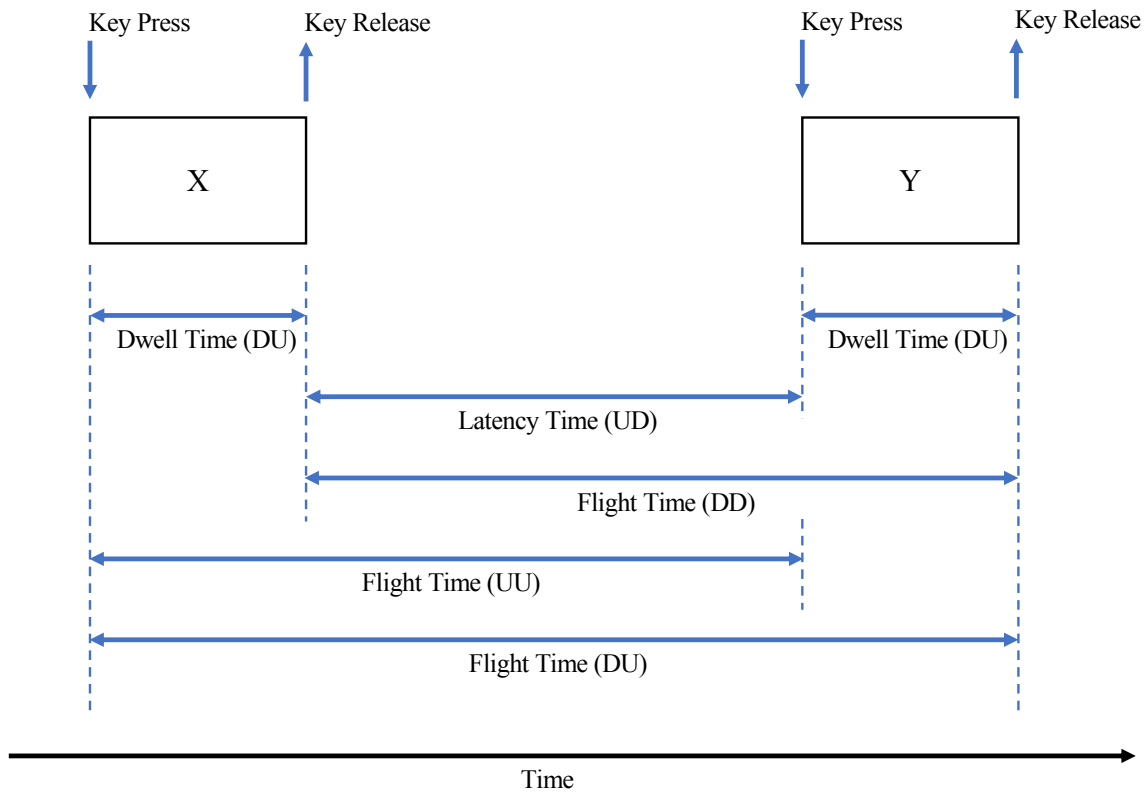 Key Press
Key Release
Key Press
Key Release
X
Y
Dwell Time (DU)
Dwell Time (DU)
Latency Time (UD)
Flight Time (DD)
Flight Time (UU)
Flight Time (DU)
Time